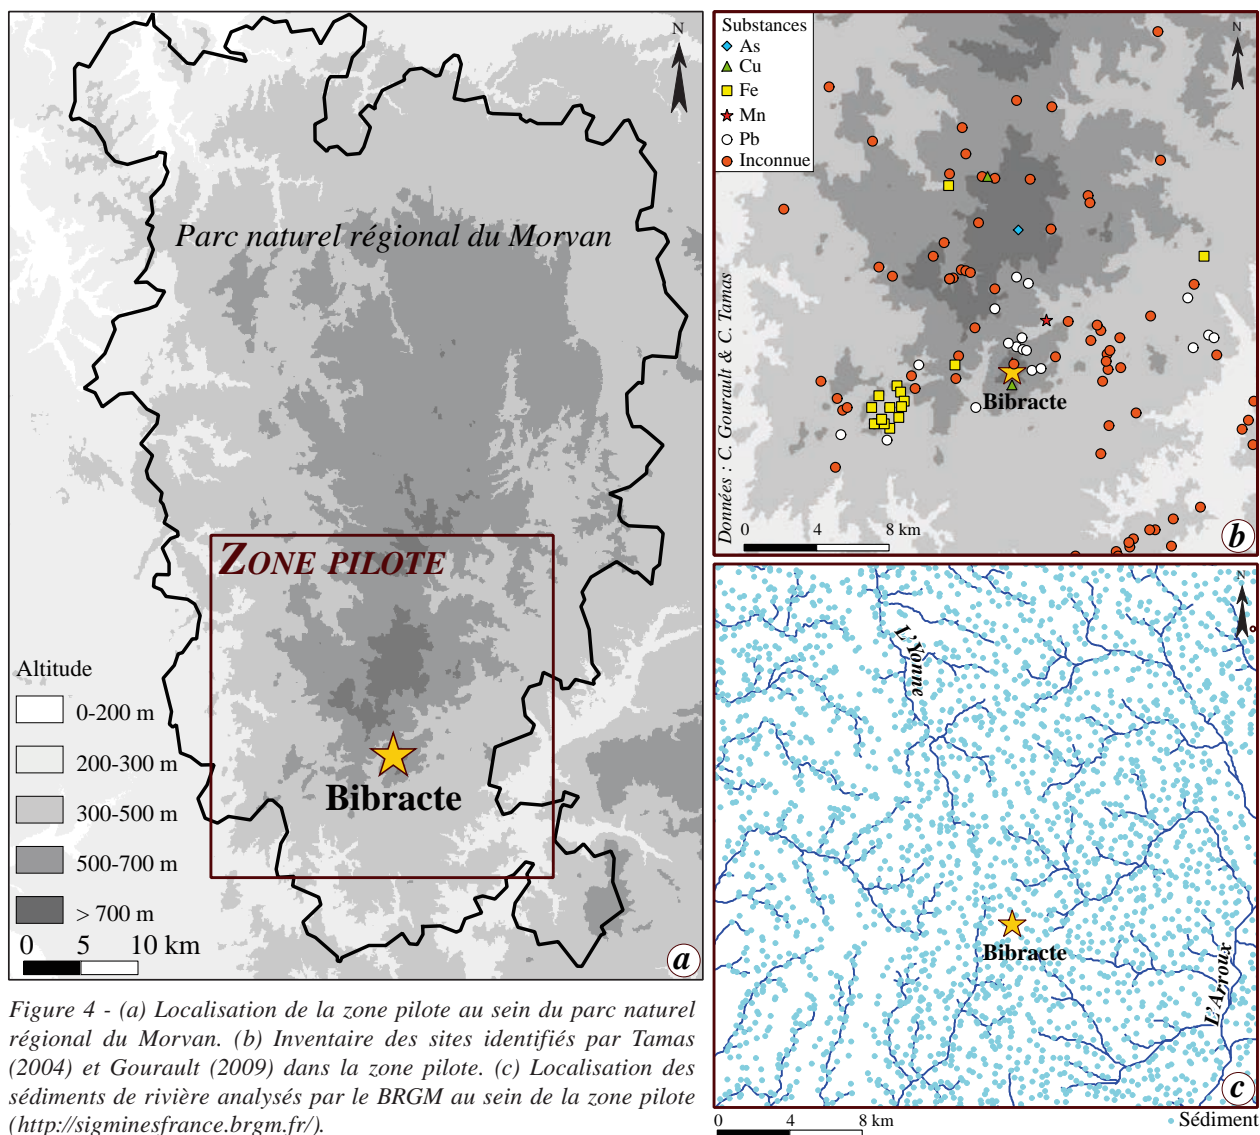 N
Parc naturel régional du Morvan
ZONE PILOTE
Bibracte
Altitude
0-200 m
200-300 m
300-500 m
500-700 m
> 700 m
0 5 10 km
a
Substances
As
Cu
Fe
Mn
Pb
Inconnue
N
Données : C. Gourault & C. Tamas
Bibracte
0 4 8 km
b
N
L'Yonne
Bibracte
L'Arroux
c
0 4 8 km
Sédiment
Figure 4 - (a) Localisation de la zone pilote au sein du parc naturel
régional du Morvan. (b) Inventaire des sites identifiés par Tamas
(2004) et Gourault (2009) dans la zone pilote. (c) Localisation des
sédiments de rivière analysés par le BRGM au sein de la zone pilote
(http://sigminesfrance.brgm.fr/).